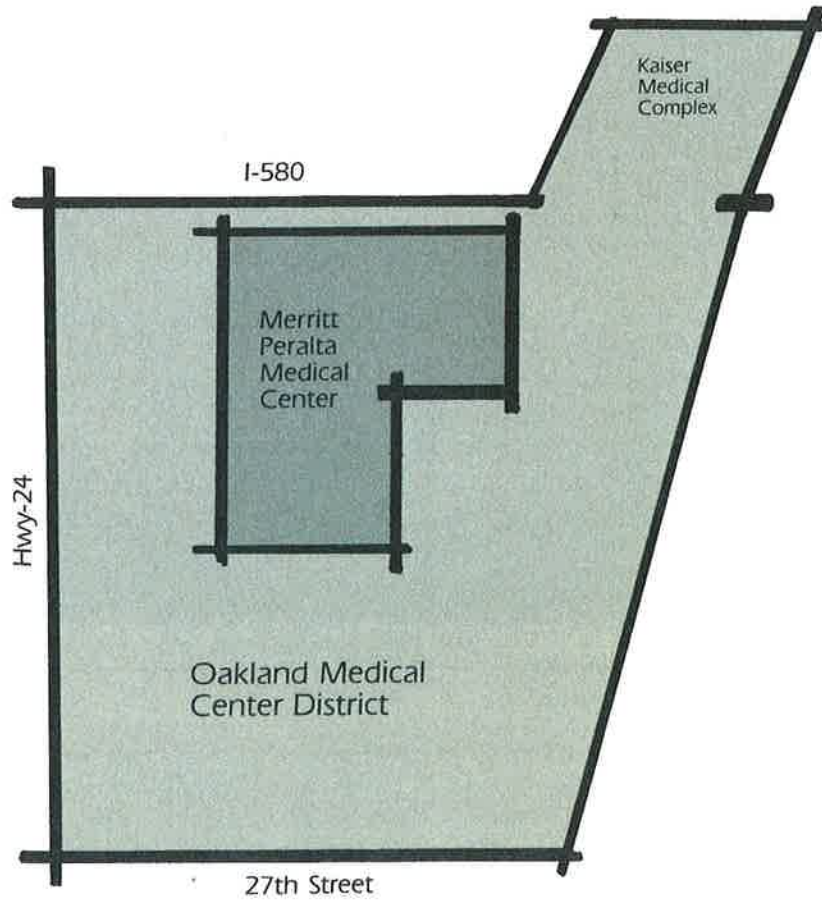 Kaiser
Medical
Complex
I-580
Merritt
Peralta
Medical
Center
Hwy-24
Oakland Medical
Center District
27th Street